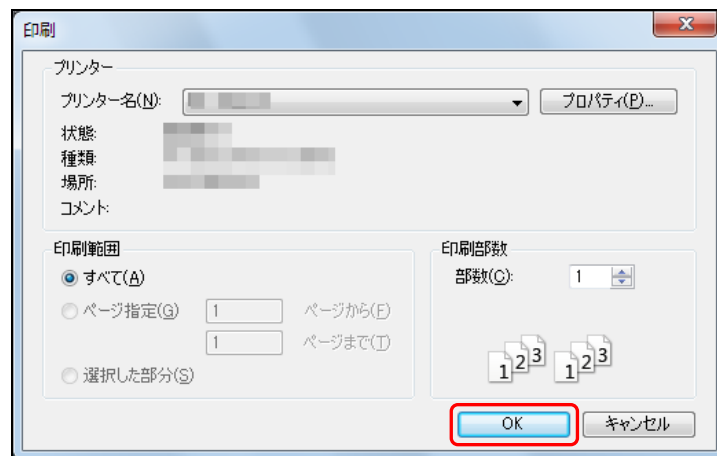 印刷
プリンター
プリンター名(N):
プロパティ(P)...
状態:
種類:
場所:
コメント:
印刷範囲
すべて(A)
ページ指定(G) 1 ページから(F)
1 ページまで(T)
選択した部分(S)
印刷部数
部数(C): 1
1 2 3 1 2 3
OK キャンセル